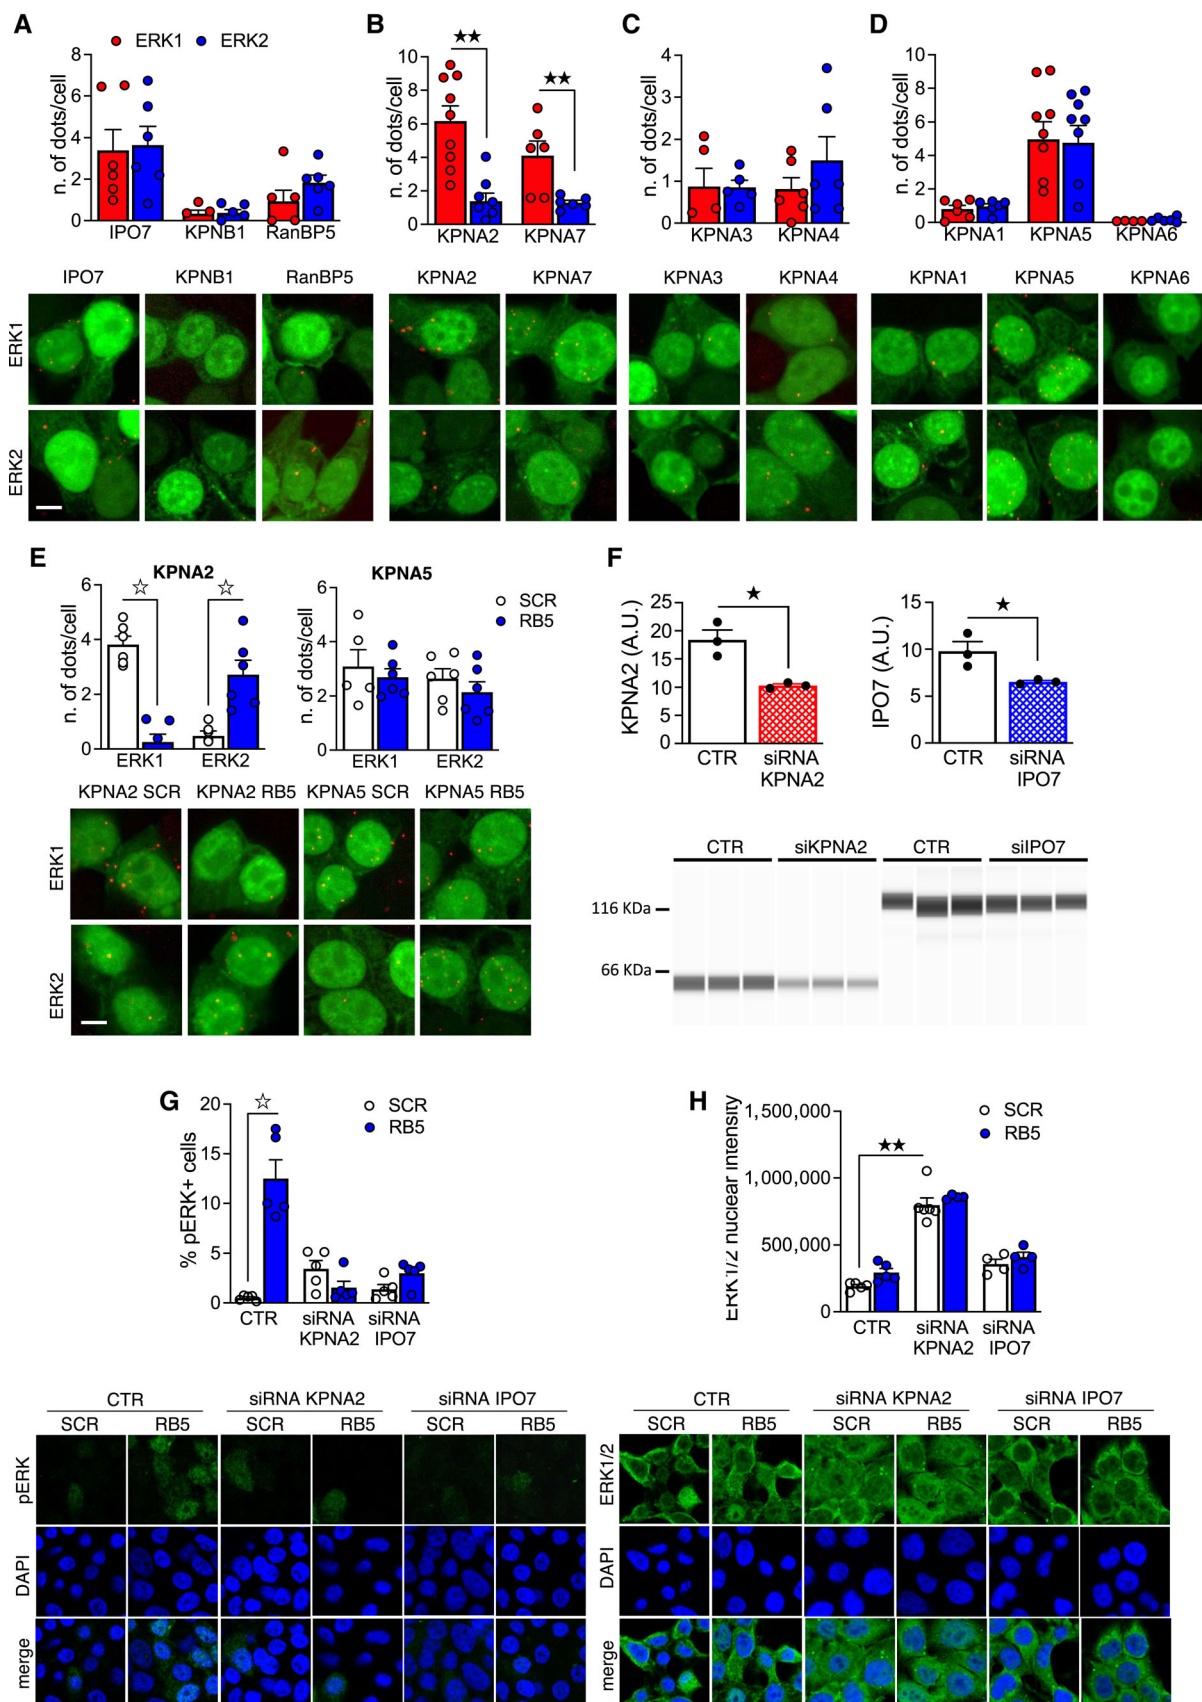 A
ERK1 ERK2
n. of dots/cell
8
6
4
2
0
IPO7 KPNB1 RanBP5
B
★★
★★
n. of dots/cell
10
8
6
4
2
0
KPNA2 KPNA7
C
n. of dots/cell
4
3
2
1
0
KPNA3 KPNA4
D
n. of dots/cell
10
8
6
4
2
0
KPNA1 KPNA5 KPNA6
IPO7 KPNB1 RanBP5 KPNA2 KPNA7 KPNA3 KPNA4 KPNA1 KPNA5 KPNA6
ERK1
ERK2
E
KPNA2
☆ ☆
n. of dots/cell
6
4
2
0
ERK1 ERK2
KPNA5
SCR
RB5
n. of dots/cell
6
4
2
0
ERK1 ERK2
KPNA2 SCR KPNA2 RB5 KPNA5 SCR KPNA5 RB5
ERK1
ERK2
F
★
KPNA2 (A.U.)
25
20
15
10
5
0
CTR siRNA
KPNA2
★
IPO7 (A.U.)
15
10
5
0
CTR siRNA
IPO7
CTR siKPNA2 CTR siIPO7
116 KDa
66 KDa
G
☆
SCR
RB5
% pERK+ cells
20
15
10
5
0
CTR siRNA siRNA
KPNA2 IPO7
H
SCR
RB5
★★
ERK1/2 nuclear intensity
1,500,000
1,000,000
500,000
0
CTR siRNA siRNA
KPNA2 IPO7
CTR siRNA KPNA2 siRNA IPO7
SCR RB5 SCR RB5 SCR RB5
pERK
DAPI
merge
CTR siRNA KPNA2 siRNA IPO7
SCR RB5 SCR RB5 SCR RB5
ERK1/2
DAPI
merge